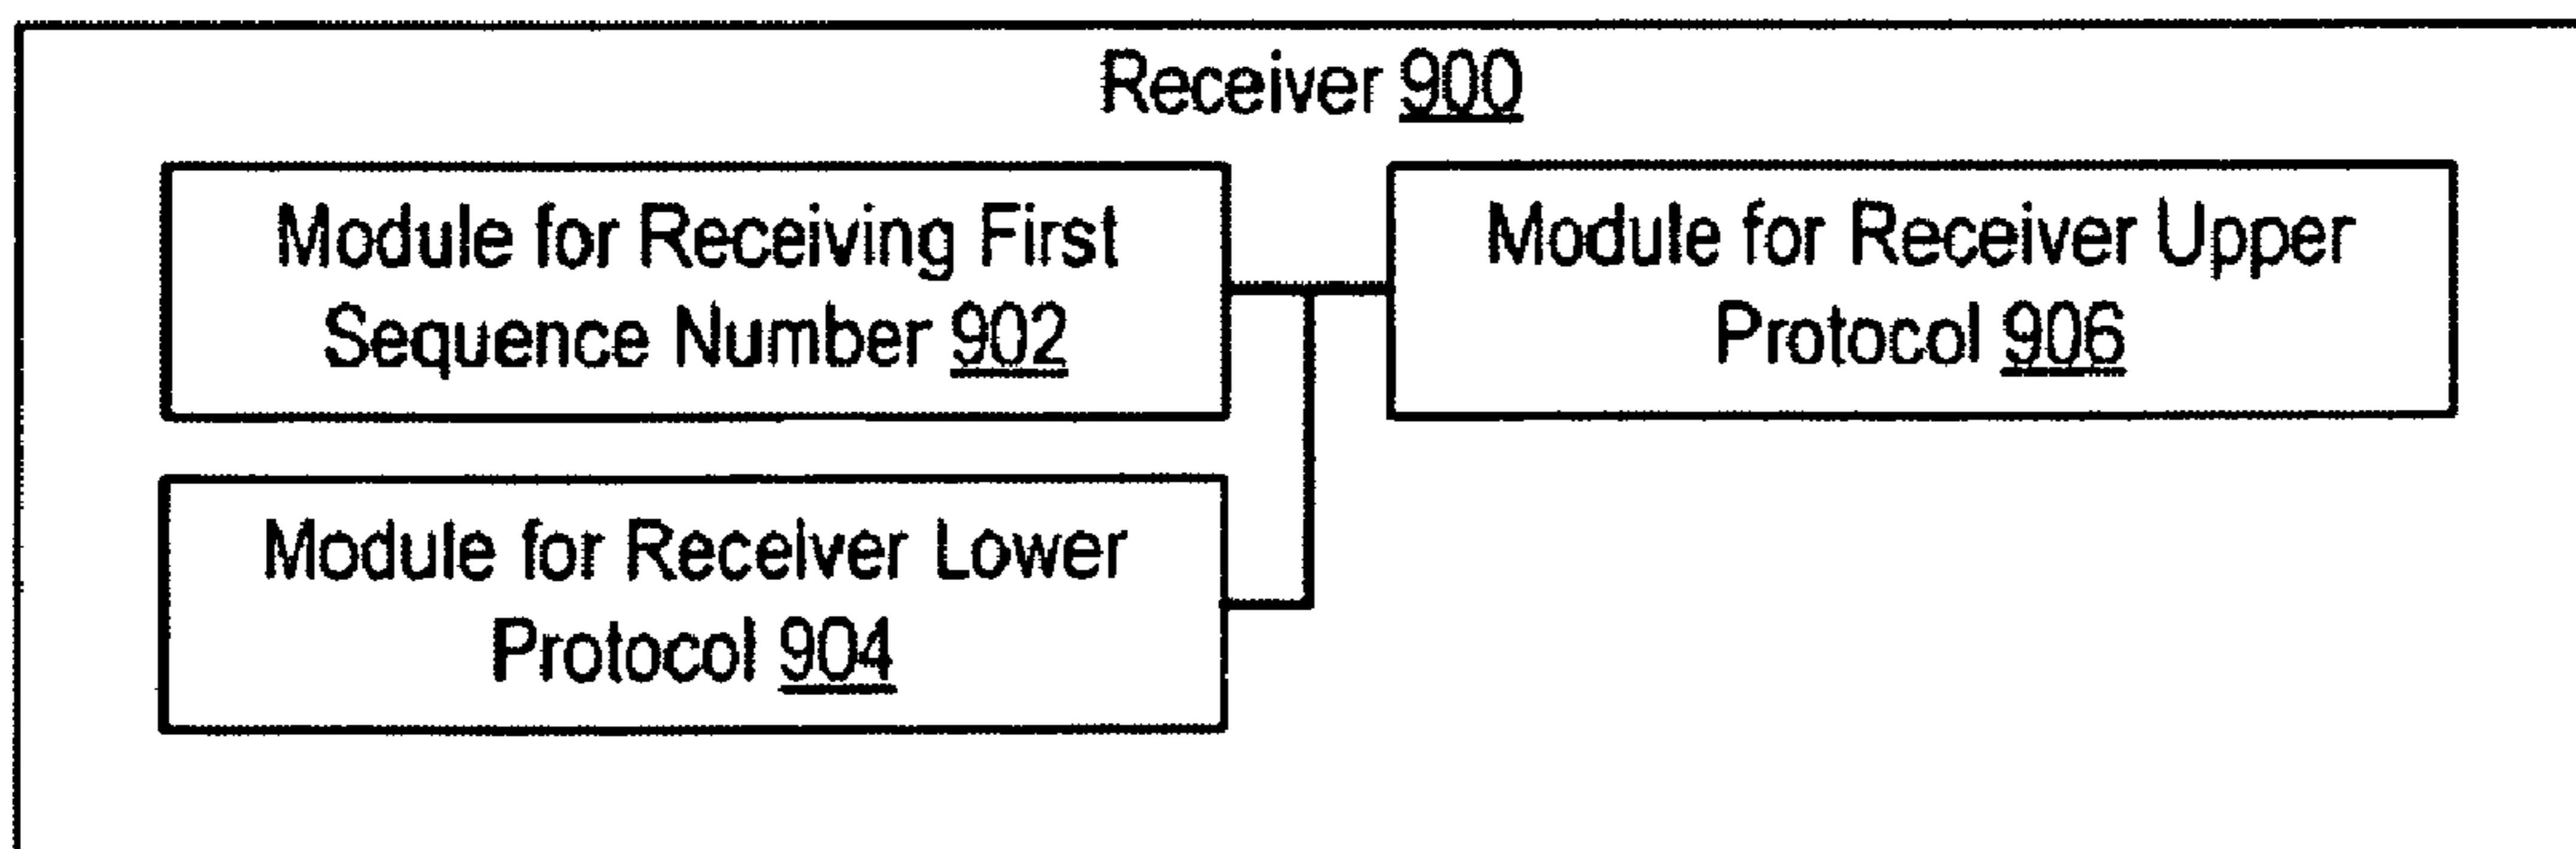 Receiver 900
Module for Receiving First
Sequence Number 902
Module for Receiver Upper
Protocol 906
Module for Receiver Lower
Protocol 904